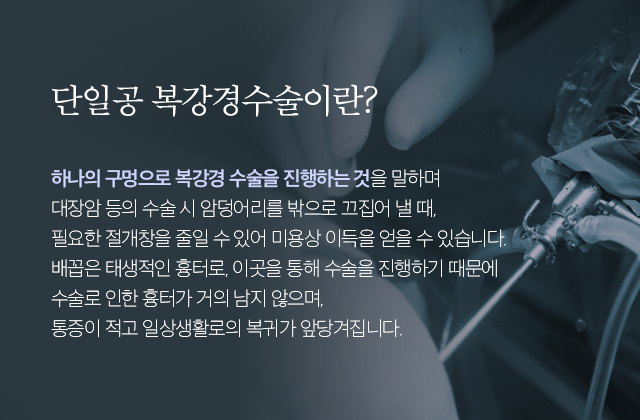 단일공 복강경수술이란?
하나의 구멍으로 복강경 수술을 진행하는 것을 말하며
대장암 등의 수술 시 암덩어리를 밖으로 끄집어 낼 때,
필요한 절개창을 줄일 수 있어 미용상 이득을 얻을 수 있습니다.
배꼽은 태생적인 흉터로, 이곳을 통해 수술을 진행하기 때문에
수술로 인한 흉터가 거의 남지 않으며,
통증이 적고 일상생활로의 복귀가 앞당겨집니다.